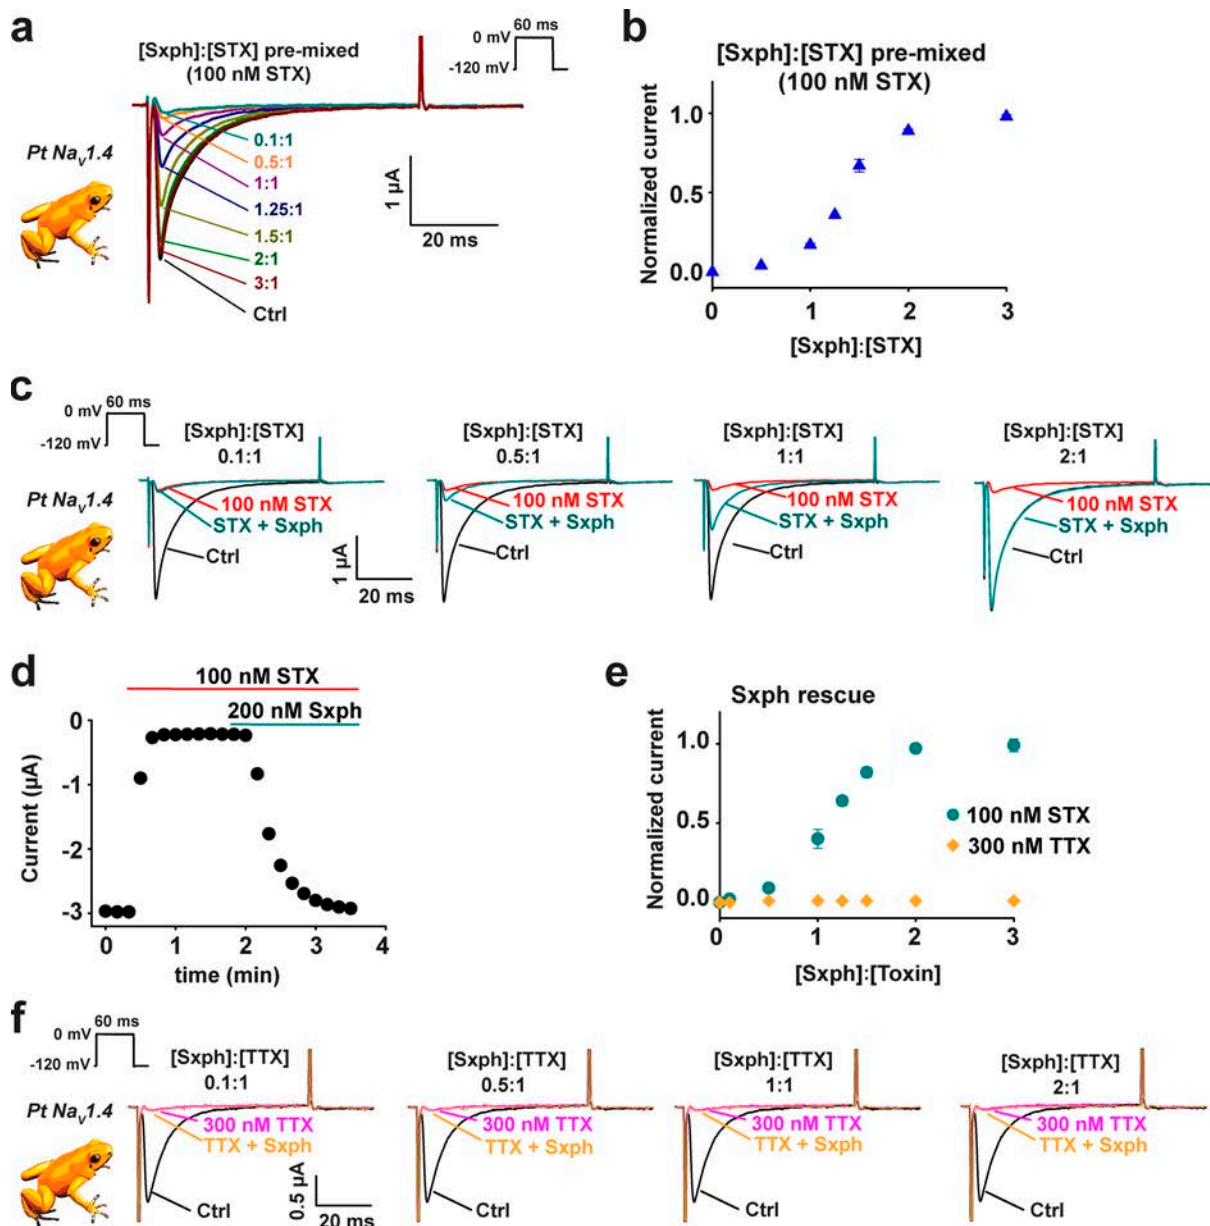 a
[Sxph]:[STX] pre-mixed
(100 nM STX)
60 ms
0 mV
-120 mV
Pt NaV1.4
0.1:1
0.5:1
1:1
1.25:1
1.5:1
2:1
3:1
Ctrl
1 µA
20 ms
b
[Sxph]:[STX] pre-mixed
(100 nM STX)
Normalized current
1.0
0.5
0.0
0 1 2 3
[Sxph]:[STX]
c
60 ms
0 mV
-120 mV
Pt NaV1.4
[Sxph]:[STX]
0.1:1
100 nM STX
STX + Sxph
Ctrl
1 µA
20 ms
[Sxph]:[STX]
0.5:1
100 nM STX
STX + Sxph
Ctrl
[Sxph]:[STX]
1:1
100 nM STX
STX + Sxph
Ctrl
[Sxph]:[STX]
2:1
100 nM STX
STX + Sxph
Ctrl
d
100 nM STX
200 nM Sxph
Current (µA)
0
-1
-2
-3
0 1 2 3 4
time (min)
e
Sxph rescue
Normalized current
1.0
0.5
0.0
100 nM STX
300 nM TTX
0 1 2 3
[Sxph]:[Toxin]
f
60 ms
0 mV
-120 mV
Pt NaV1.4
[Sxph]:[TTX]
0.1:1
300 nM TTX
TTX + Sxph
Ctrl
0.5 µA
20 ms
[Sxph]:[TTX]
0.5:1
300 nM TTX
TTX + Sxph
Ctrl
[Sxph]:[TTX]
1:1
300 nM TTX
TTX + Sxph
Ctrl
[Sxph]:[TTX]
2:1
300 nM TTX
TTX + Sxph
Ctrl